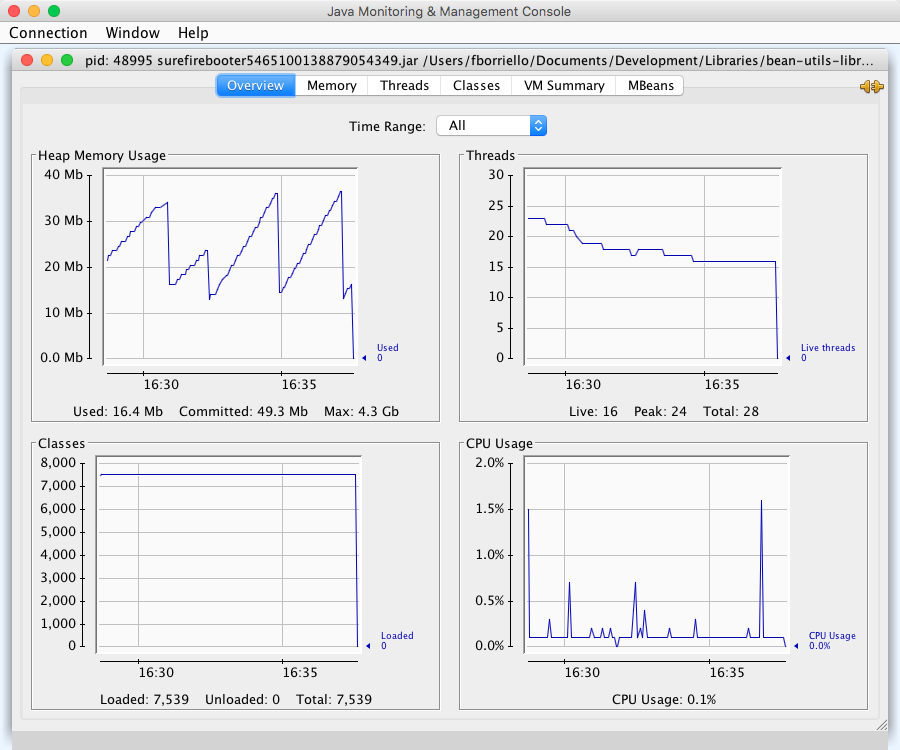 Java Monitoring & Management Console
Connection Window Help
pid: 48995 surefirebooter5465100138879054349.jar /Users/fborriello/Documents/Development/Libraries/bean-utils-libr...
Overview Memory Threads Classes VM Summary MBeans
Time Range: All
Heap Memory Usage
40 Mb
30 Mb
20 Mb
10 Mb
0.0 Mb
Used
0
16:30 16:35
Used: 16.4 Mb Committed: 49.3 Mb Max: 4.3 Gb
Threads
30
25
20
15
10
5
0
Live threads
0
16:30 16:35
Live: 16 Peak: 24 Total: 28
Classes
8,000
7,000
6,000
5,000
4,000
3,000
2,000
1,000
0
Loaded
0
16:30 16:35
Loaded: 7,539 Unloaded: 0 Total: 7,539
CPU Usage
2.0%
1.5%
1.0%
0.5%
0.0%
CPU Usage
0.0%
16:30 16:35
CPU Usage: 0.1%